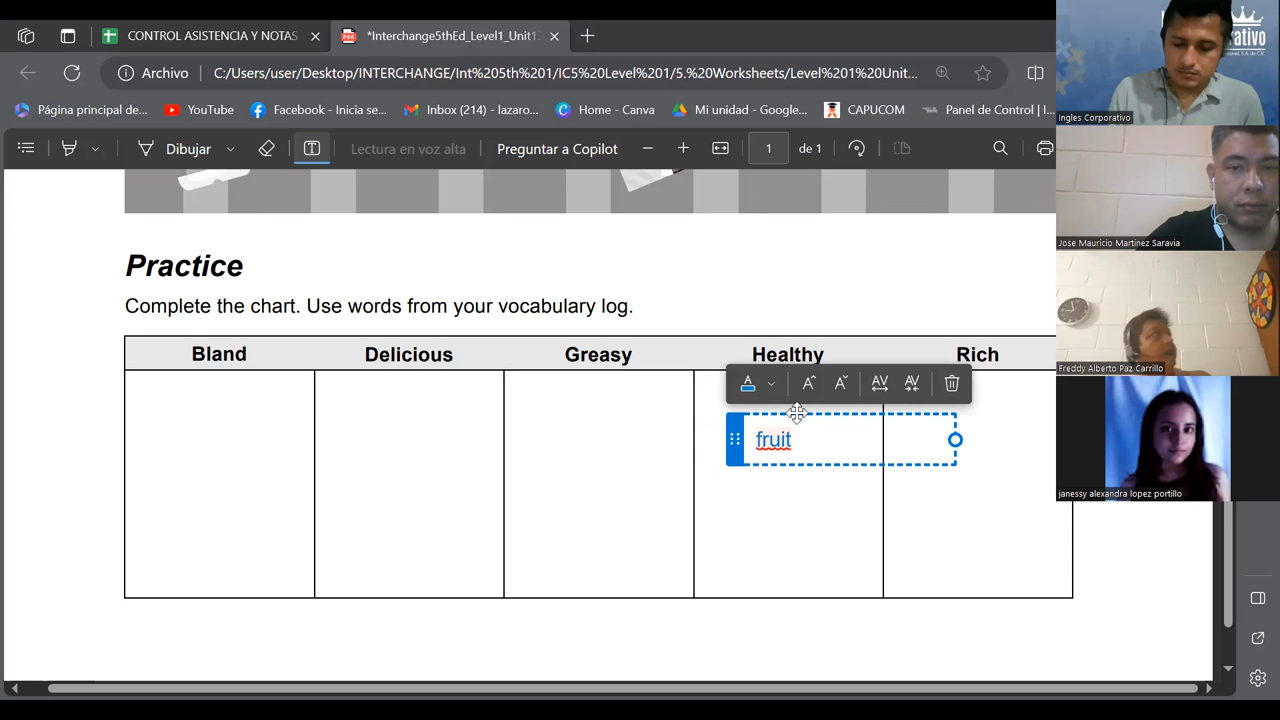 CONTROL ASISTENCIA Y NOTAS
*Interchange5thEd_Level1_Unit1
Archivo
C:/Users/user/Desktop/INTERCHANGE/Int%205th%201/IC5%20Level%201/5.%20Worksheets/Level%201%20Unit...
Página principal de...
YouTube
Facebook - Inicia se...
Inbox (214) - lazaro...
Home - Canva
Mi unidad - Google...
CAPUCOM
Panel de Control | I...
Dibujar
Lectura en voz alta
Preguntar a Copilot
1
de 1
Practice
Complete the chart. Use words from your vocabulary log.
Bland
Delicious
Greasy
Healthy
Rich
fruit
Ingles Corporativo
Jose Mauricio Martinez Saravia
Freddy Alberto Paz Carrillo
janessy alexandra lopez portillo